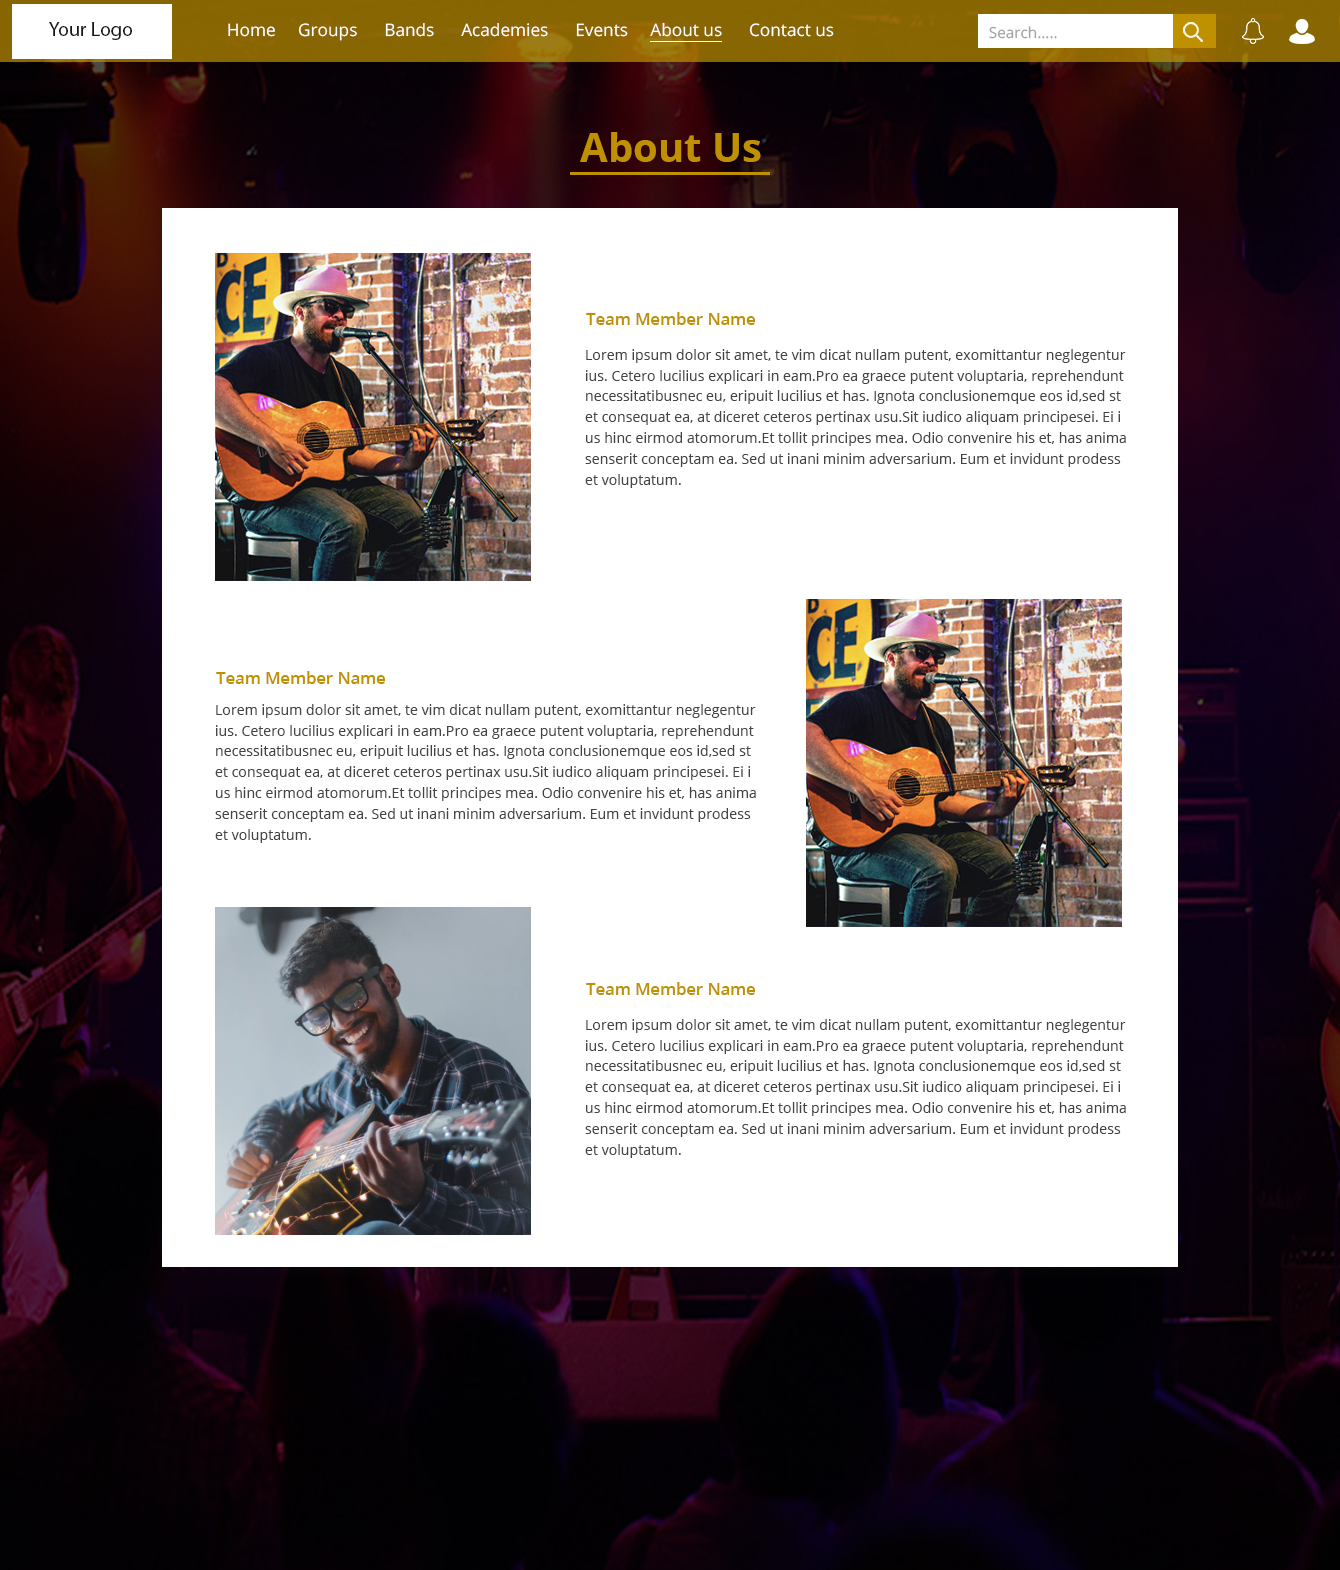 Your Logo
Home Groups Bands Academies Events About us Contact us
Search.....
About Us
D
CE
Team Member Name
Lorem ipsum dolor sit amet, te vim dicat nullam putent, exomittantur neglegentur
ius. Cetero lucilius explicari in eam.Pro ea graece putent voluptaria, reprehendunt
necessitatibusnec eu, eripuit lucilius et has. Ignota conclusionemque eos id,sed st
et consequat ea, at diceret ceteros pertinax usu.Sit iudico aliquam principesei. Ei i
us hinc eirmod atomorum.Et tollit principes mea. Odio convenire his et, has anima
senserit conceptam ea. Sed ut inani minim adversarium. Eum et invidunt prodess
et voluptatum.
D
CE
Team Member Name
Lorem ipsum dolor sit amet, te vim dicat nullam putent, exomittantur neglegentur
ius. Cetero lucilius explicari in eam.Pro ea graece putent voluptaria, reprehendunt
necessitatibusnec eu, eripuit lucilius et has. Ignota conclusionemque eos id,sed st
et consequat ea, at diceret ceteros pertinax usu.Sit iudico aliquam principesei. Ei i
us hinc eirmod atomorum.Et tollit principes mea. Odio convenire his et, has anima
senserit conceptam ea. Sed ut inani minim adversarium. Eum et invidunt prodess
et voluptatum.
Team Member Name
Lorem ipsum dolor sit amet, te vim dicat nullam putent, exomittantur neglegentur
ius. Cetero lucilius explicari in eam.Pro ea graece putent voluptaria, reprehendunt
necessitatibusnec eu, eripuit lucilius et has. Ignota conclusionemque eos id,sed st
et consequat ea, at diceret ceteros pertinax usu.Sit iudico aliquam principesei. Ei i
us hinc eirmod atomorum.Et tollit principes mea. Odio convenire his et, has anima
senserit conceptam ea. Sed ut inani minim adversarium. Eum et invidunt prodess
et voluptatum.